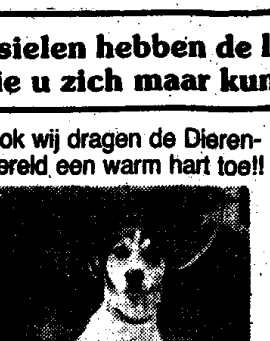 sielen hebben de
ie u zich maar kun
ok wij dragen de Dieren-
ereld een warm hart toe!!